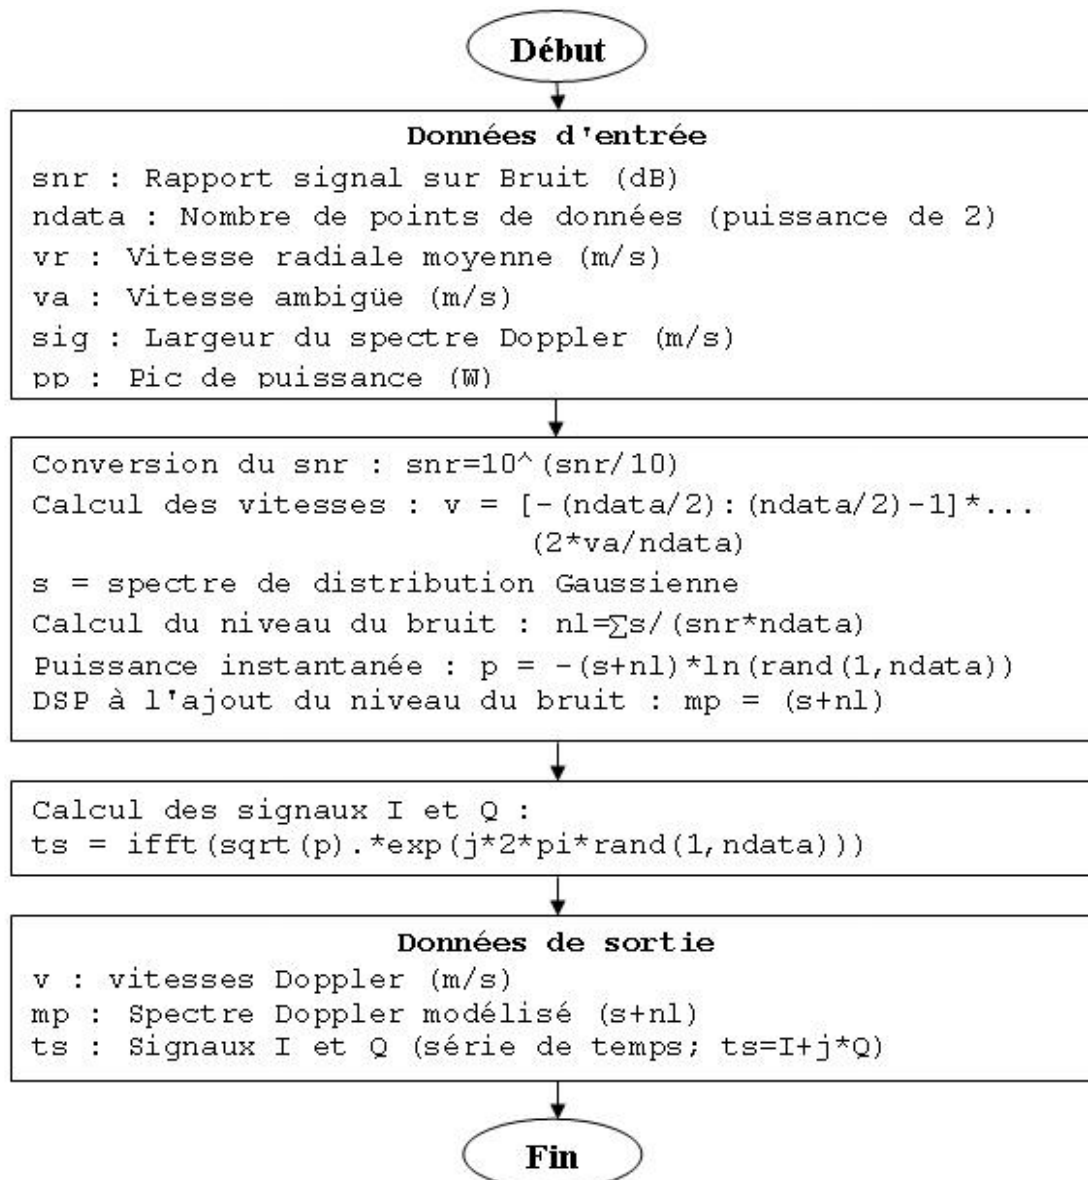 Début
Données d'entrée
snr : Rapport signal sur Bruit (dB)
ndata : Nombre de points de données (puissance de 2)
vr : Vitesse radiale moyenne (m/s)
va : Vitesse ambigüe (m/s)
sig : Largeur du spectre Doppler (m/s)
pp : Pic de puissance (W)
Conversion du snr : snr=10^(snr/10)
Calcul des vitesses : v = [-(ndata/2):(ndata/2)-1]*...
(2*va/ndata)
s = spectre de distribution Gaussienne
Calcul du niveau du bruit : nl=∑s/(snr*ndata)
Puissance instantanée : p = -(s+nl)*ln(rand(1,ndata))
DSP à l'ajout du niveau du bruit : mp = (s+nl)
Calcul des signaux I et Q :
ts = ifft(sqrt(p).*exp(j*2*pi*rand(1,ndata)))
Données de sortie
v : vitesses Doppler (m/s)
mp : Spectre Doppler modélisé (s+nl)
ts : Signaux I et Q (série de temps; ts=I+j*Q)
Fin